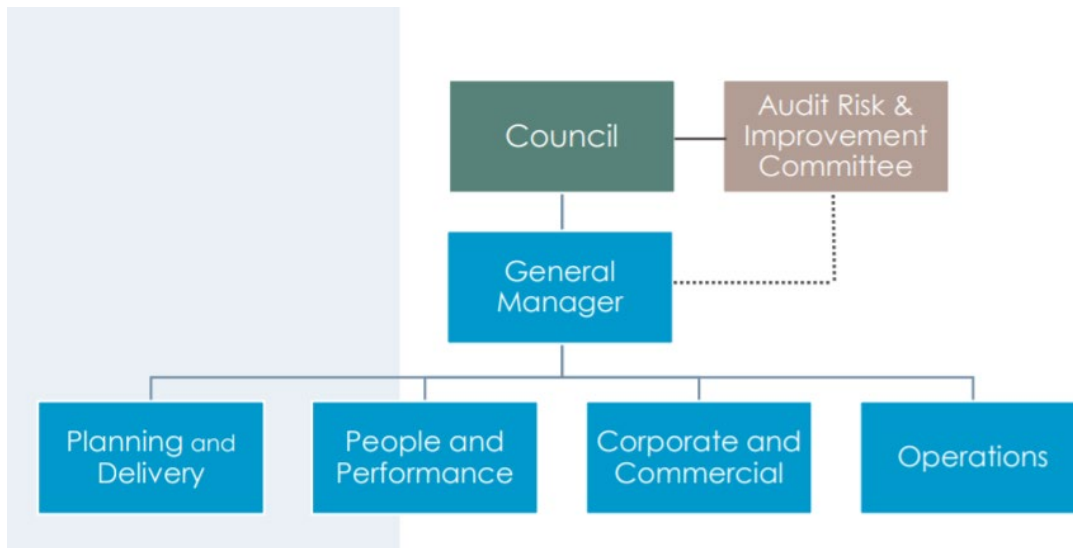 Council
Audit Risk &
Improvement
Committee
General
Manager
Planning and
Delivery
People and
Performance
Corporate and
Commercial
Operations